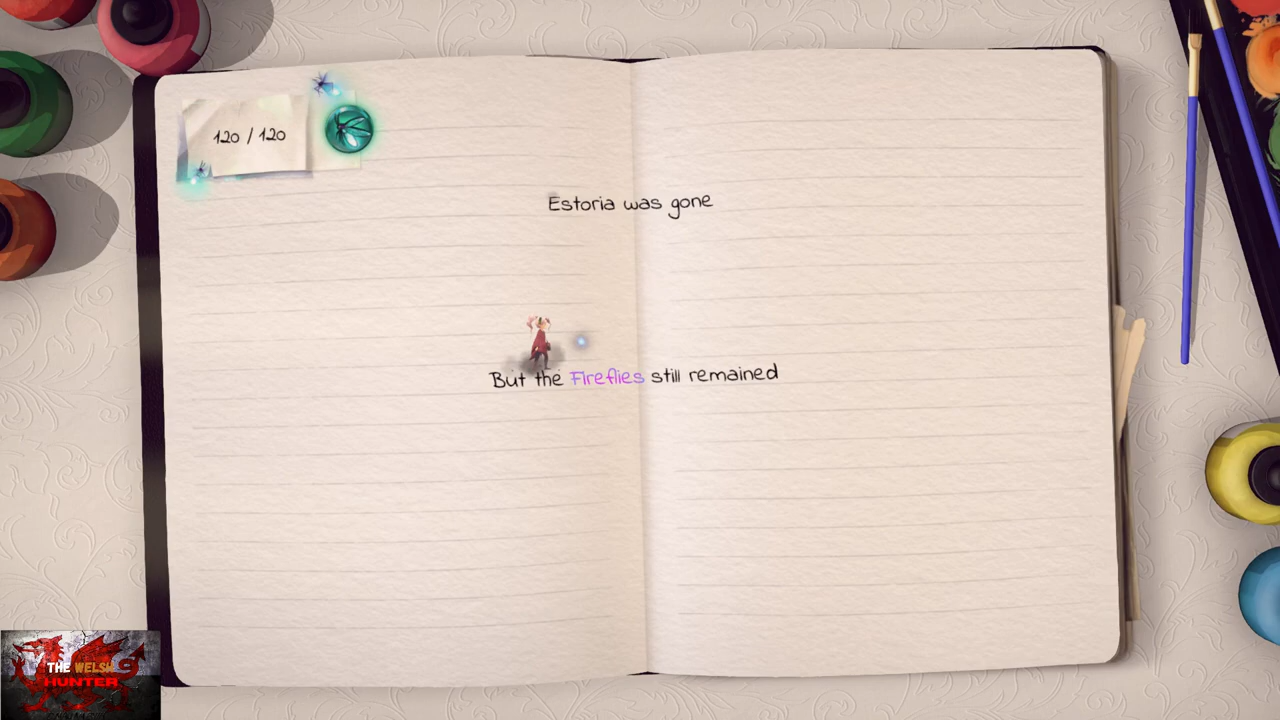 120 / 120
Estoria was gone
But the Fireflies still remained
THE WELSH
HUNTER